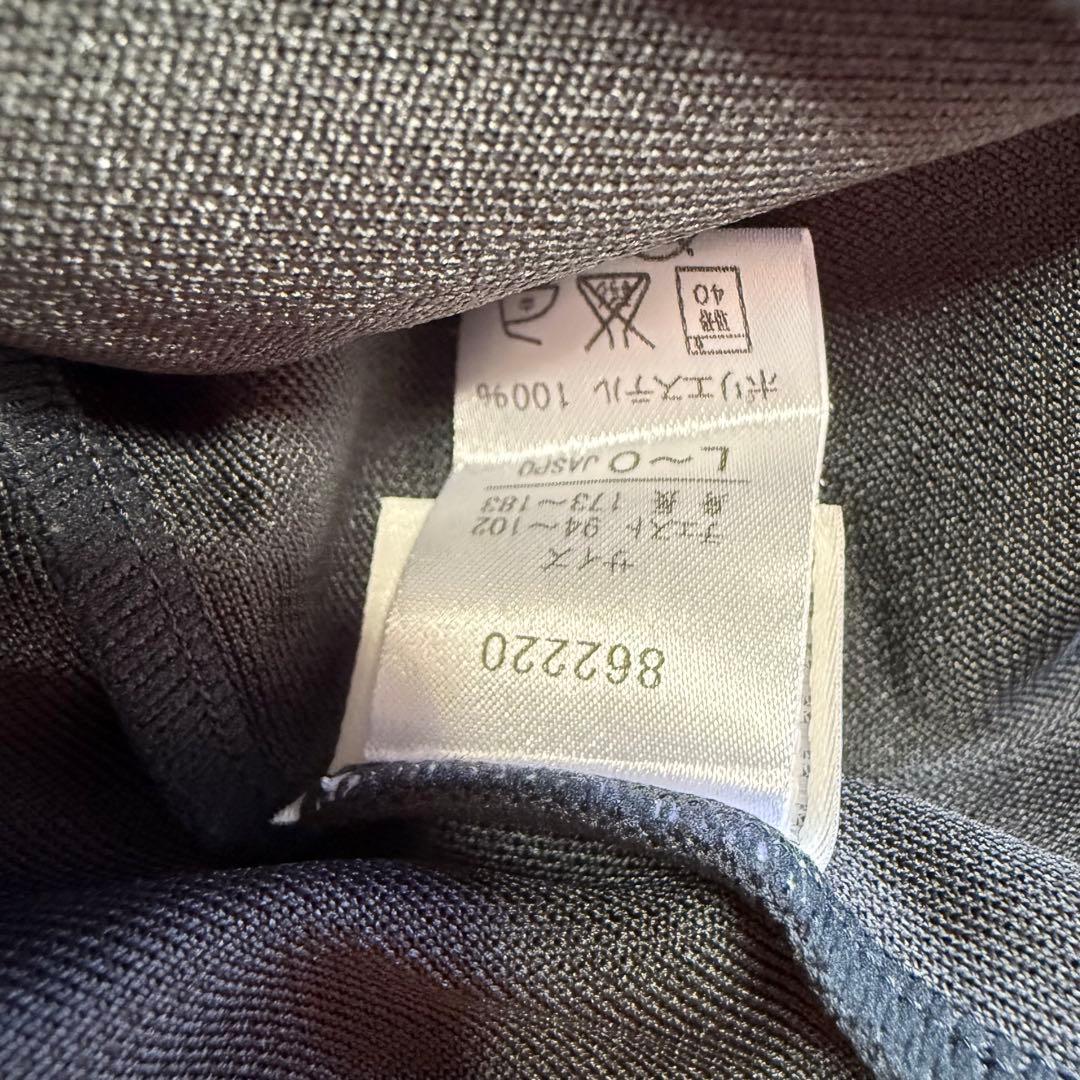 862220
サイズ
チェスト 94～102
身長 173～183
L～O JASPO
ポリエステル 100%
40